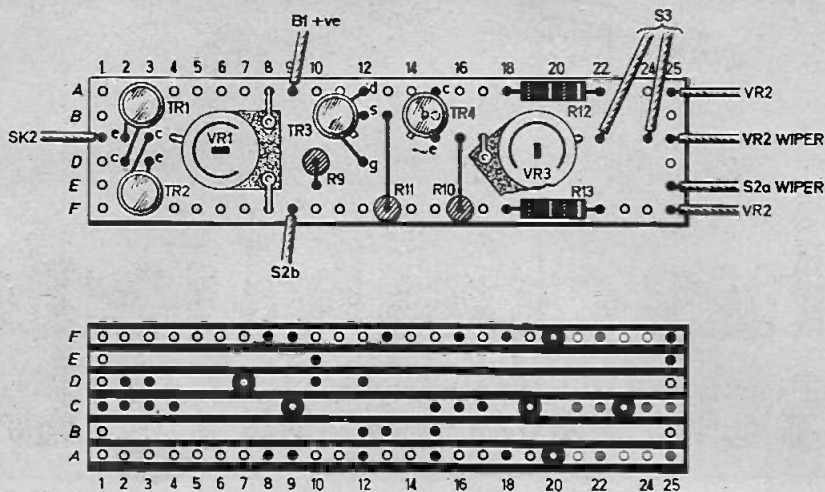 B1 +ve
S3
1 2 3 4 5 6 7 8 9 10 12 14 16 18 20 22 24 25
A TR1 d c R12 VR2
B s TR4
SK2 e c VR1 TR3 VR2 WIPER
D c e g ~e VR3
E TR2 R9 R11 R10 R13 S2a WIPER
F VR2
S2b
F
E
D
C
B
A
1 2 3 4 5 6 7 8 9 10 12 14 16 18 20 22 24 25